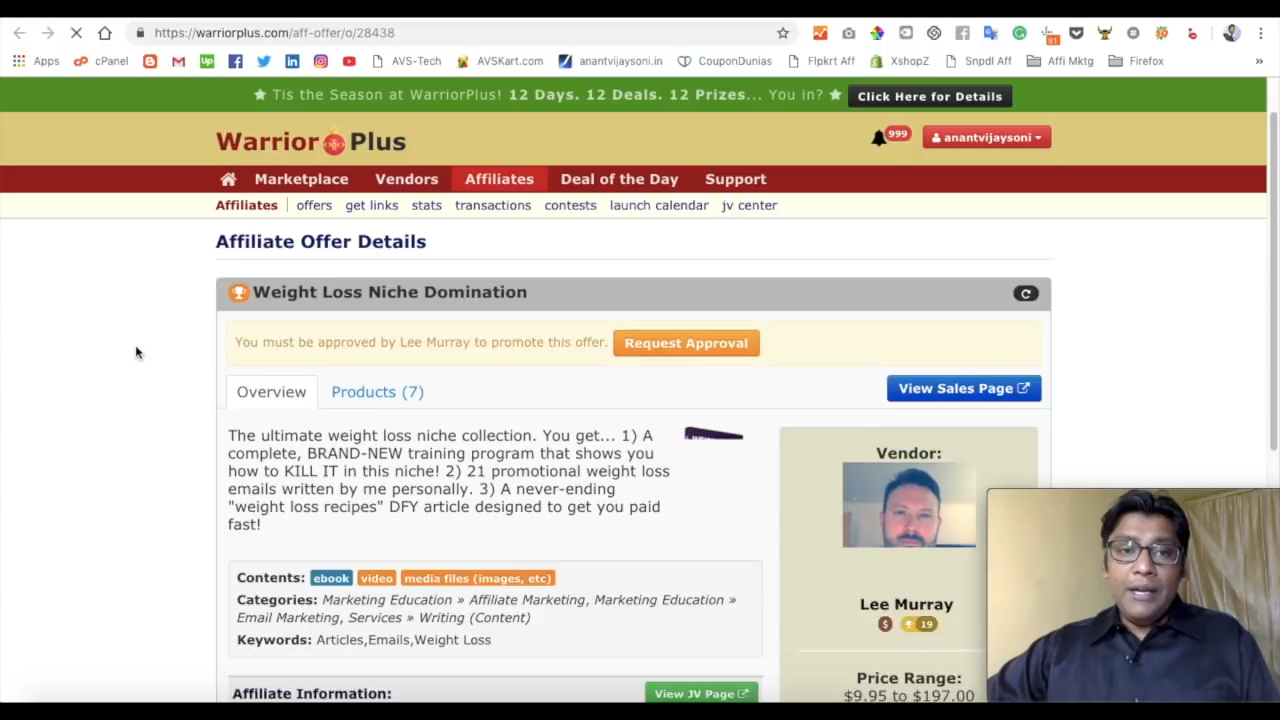 https://warriorplus.com/aff-offer/o/28438
81
Apps
cPanel
AVS-Tech
AVSKart.com
anantvijaysoni.in
CouponDunias
Flpkrt Aff
XshopZ
Snpdl Aff
Affi Mktg
Firefox
»
★ Tis the Season at WarriorPlus! 12 Days. 12 Deals. 12 Prizes... You in? ★ Click Here for Details
Warrior Plus
999
anantvijaysoni
Marketplace Vendors Affiliates Deal of the Day Support
Affiliates offers get links stats transactions contests launch calendar jv center
Affiliate Offer Details
Weight Loss Niche Domination
You must be approved by Lee Murray to promote this offer. Request Approval
Overview Products (7) View Sales Page
The ultimate weight loss niche collection. You get... 1) A
complete, BRAND-NEW training program that shows you
how to KILL IT in this niche! 2) 21 promotional weight loss
emails written by me personally. 3) A never-ending
"weight loss recipes" DFY article designed to get you paid
fast!
Contents: ebook video media files (images, etc)
Categories: Marketing Education » Affiliate Marketing, Marketing Education »
Email Marketing, Services » Writing (Content)
Keywords: Articles,Emails,Weight Loss
Affiliate Information: View JV Page
Vendor:
Lee Murray
$ 19
Price Range:
$9.95 to $197.00